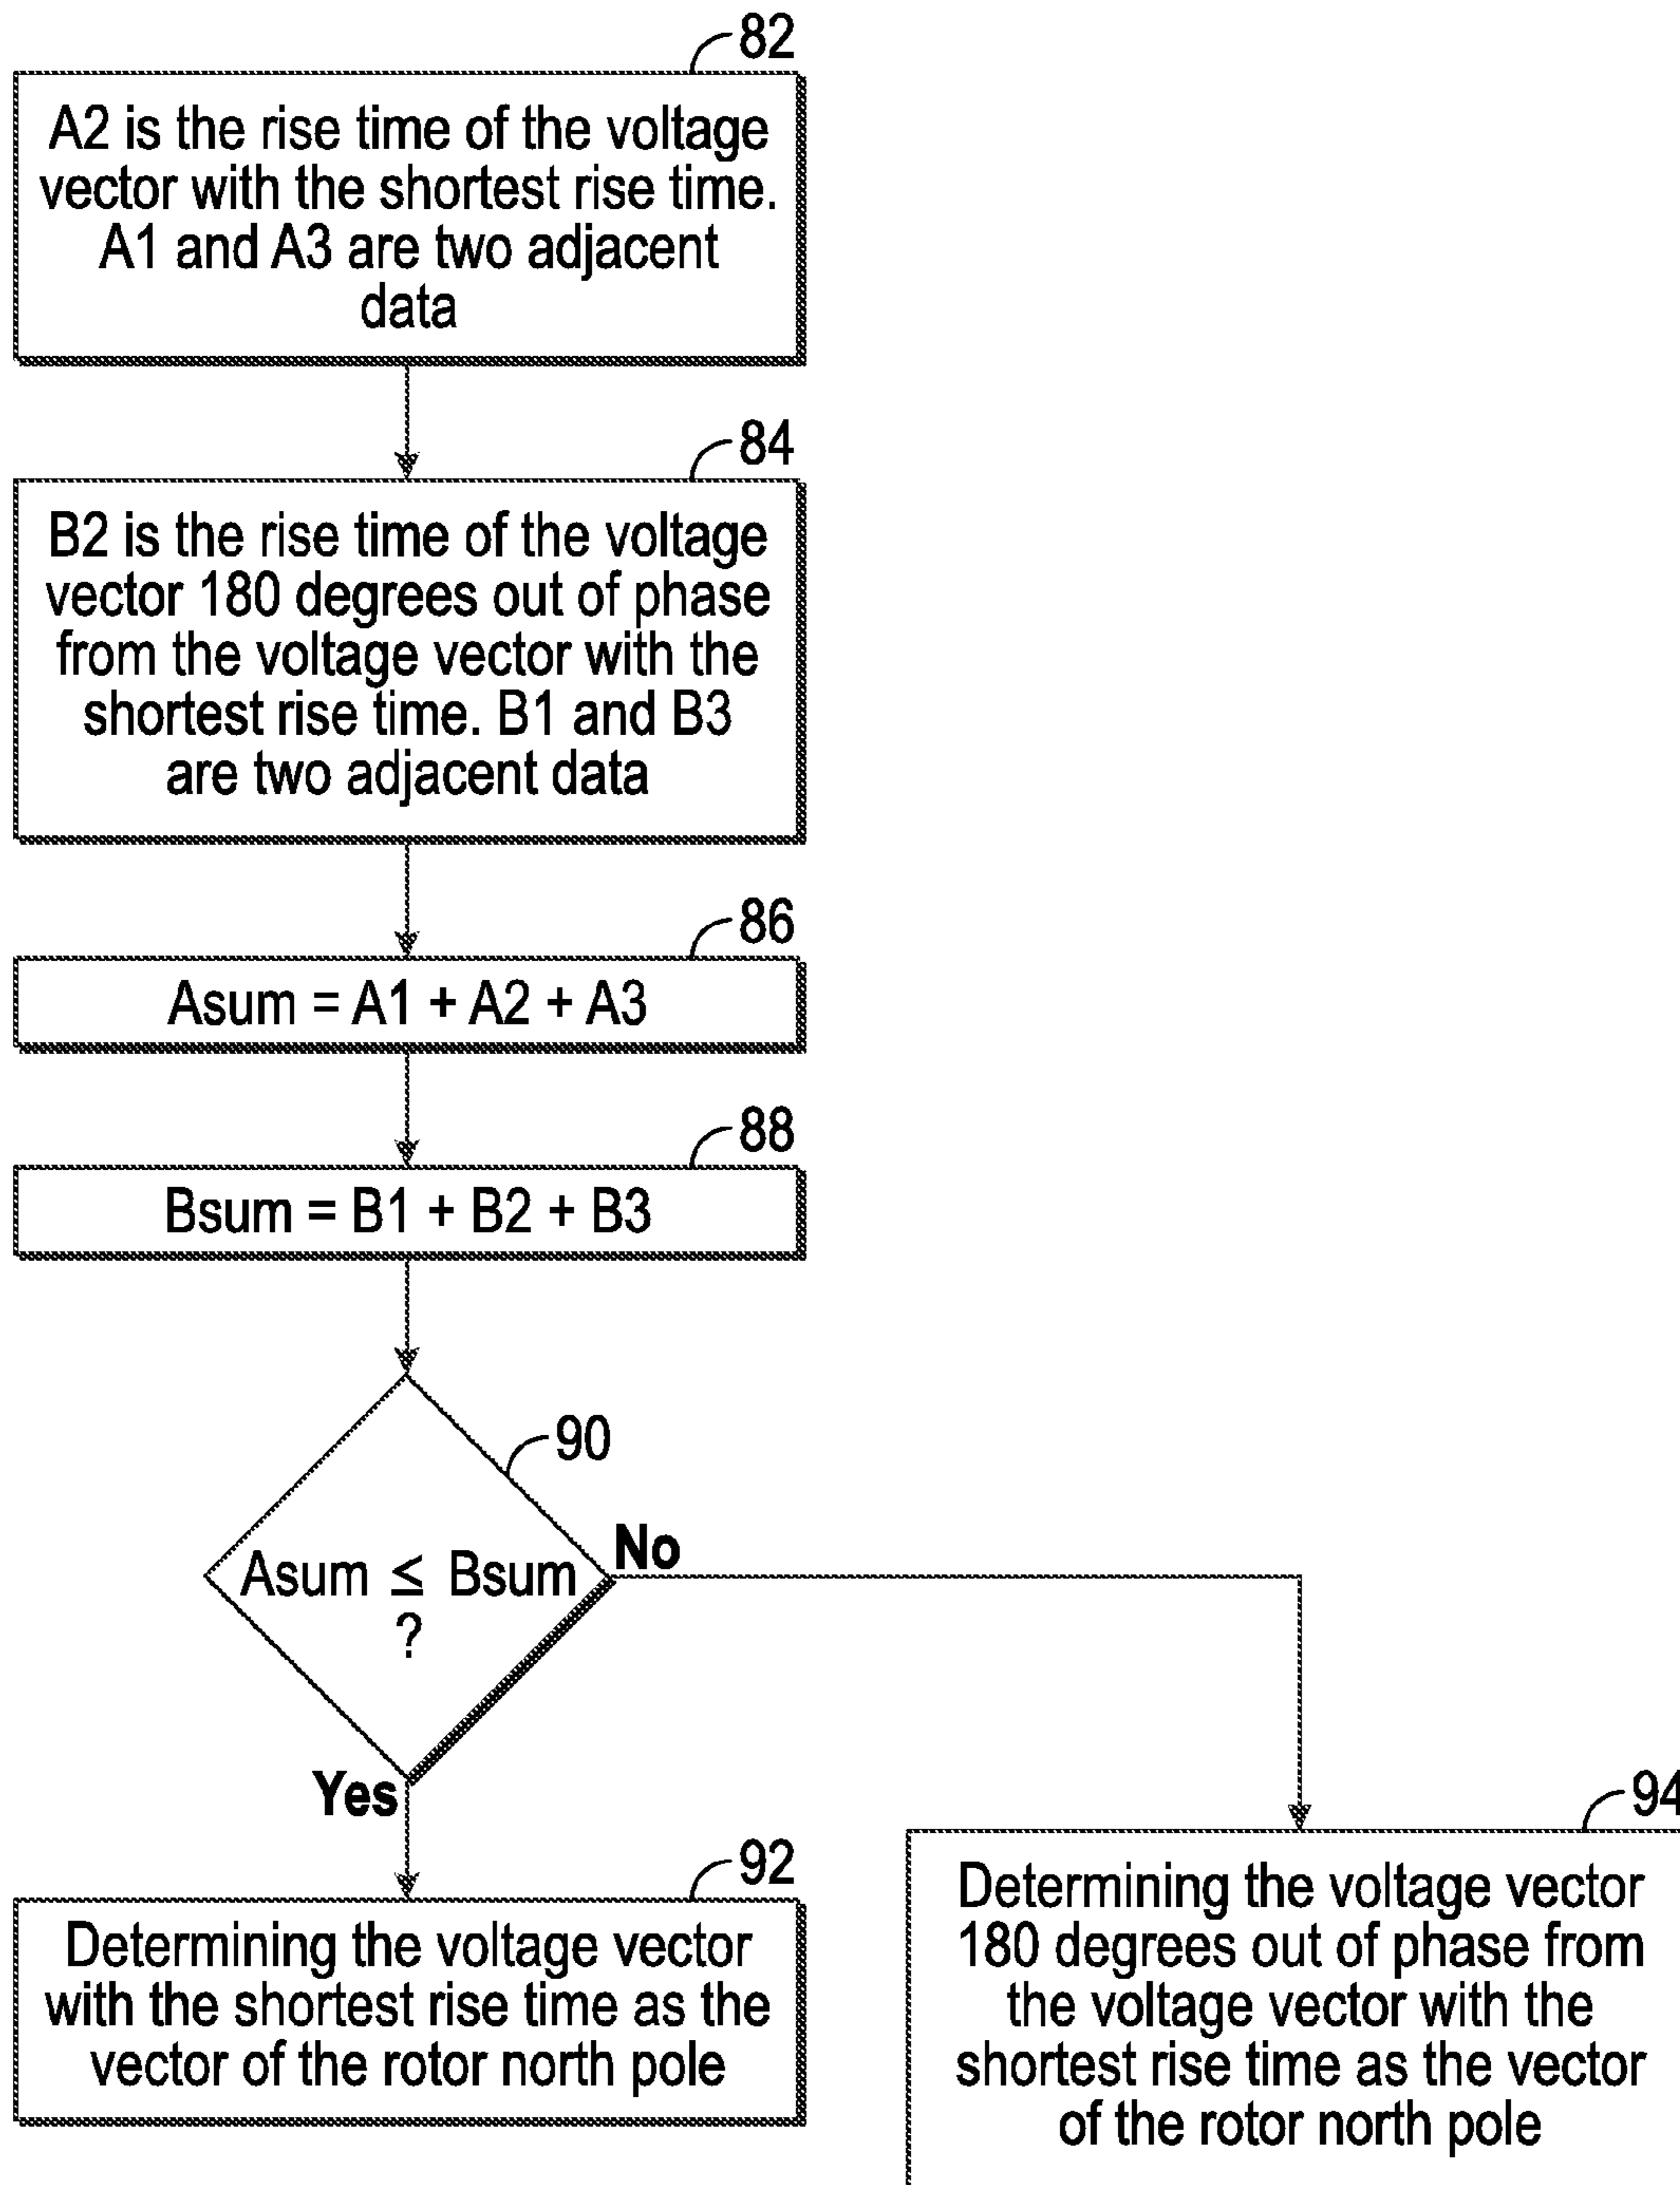 82
A2 is the rise time of the voltage
vector with the shortest rise time.
A1 and A3 are two adjacent
data
84
B2 is the rise time of the voltage
vector 180 degrees out of phase
from the voltage vector with the
shortest rise time. B1 and B3
are two adjacent data
86
Asum = A1 + A2 + A3
88
Bsum = B1 + B2 + B3
90
Asum ≤ Bsum
?
No
Yes
92
Determining the voltage vector
with the shortest rise time as the
vector of the rotor north pole
94
Determining the voltage vector
180 degrees out of phase from
the voltage vector with the
shortest rise time as the vector
of the rotor north pole